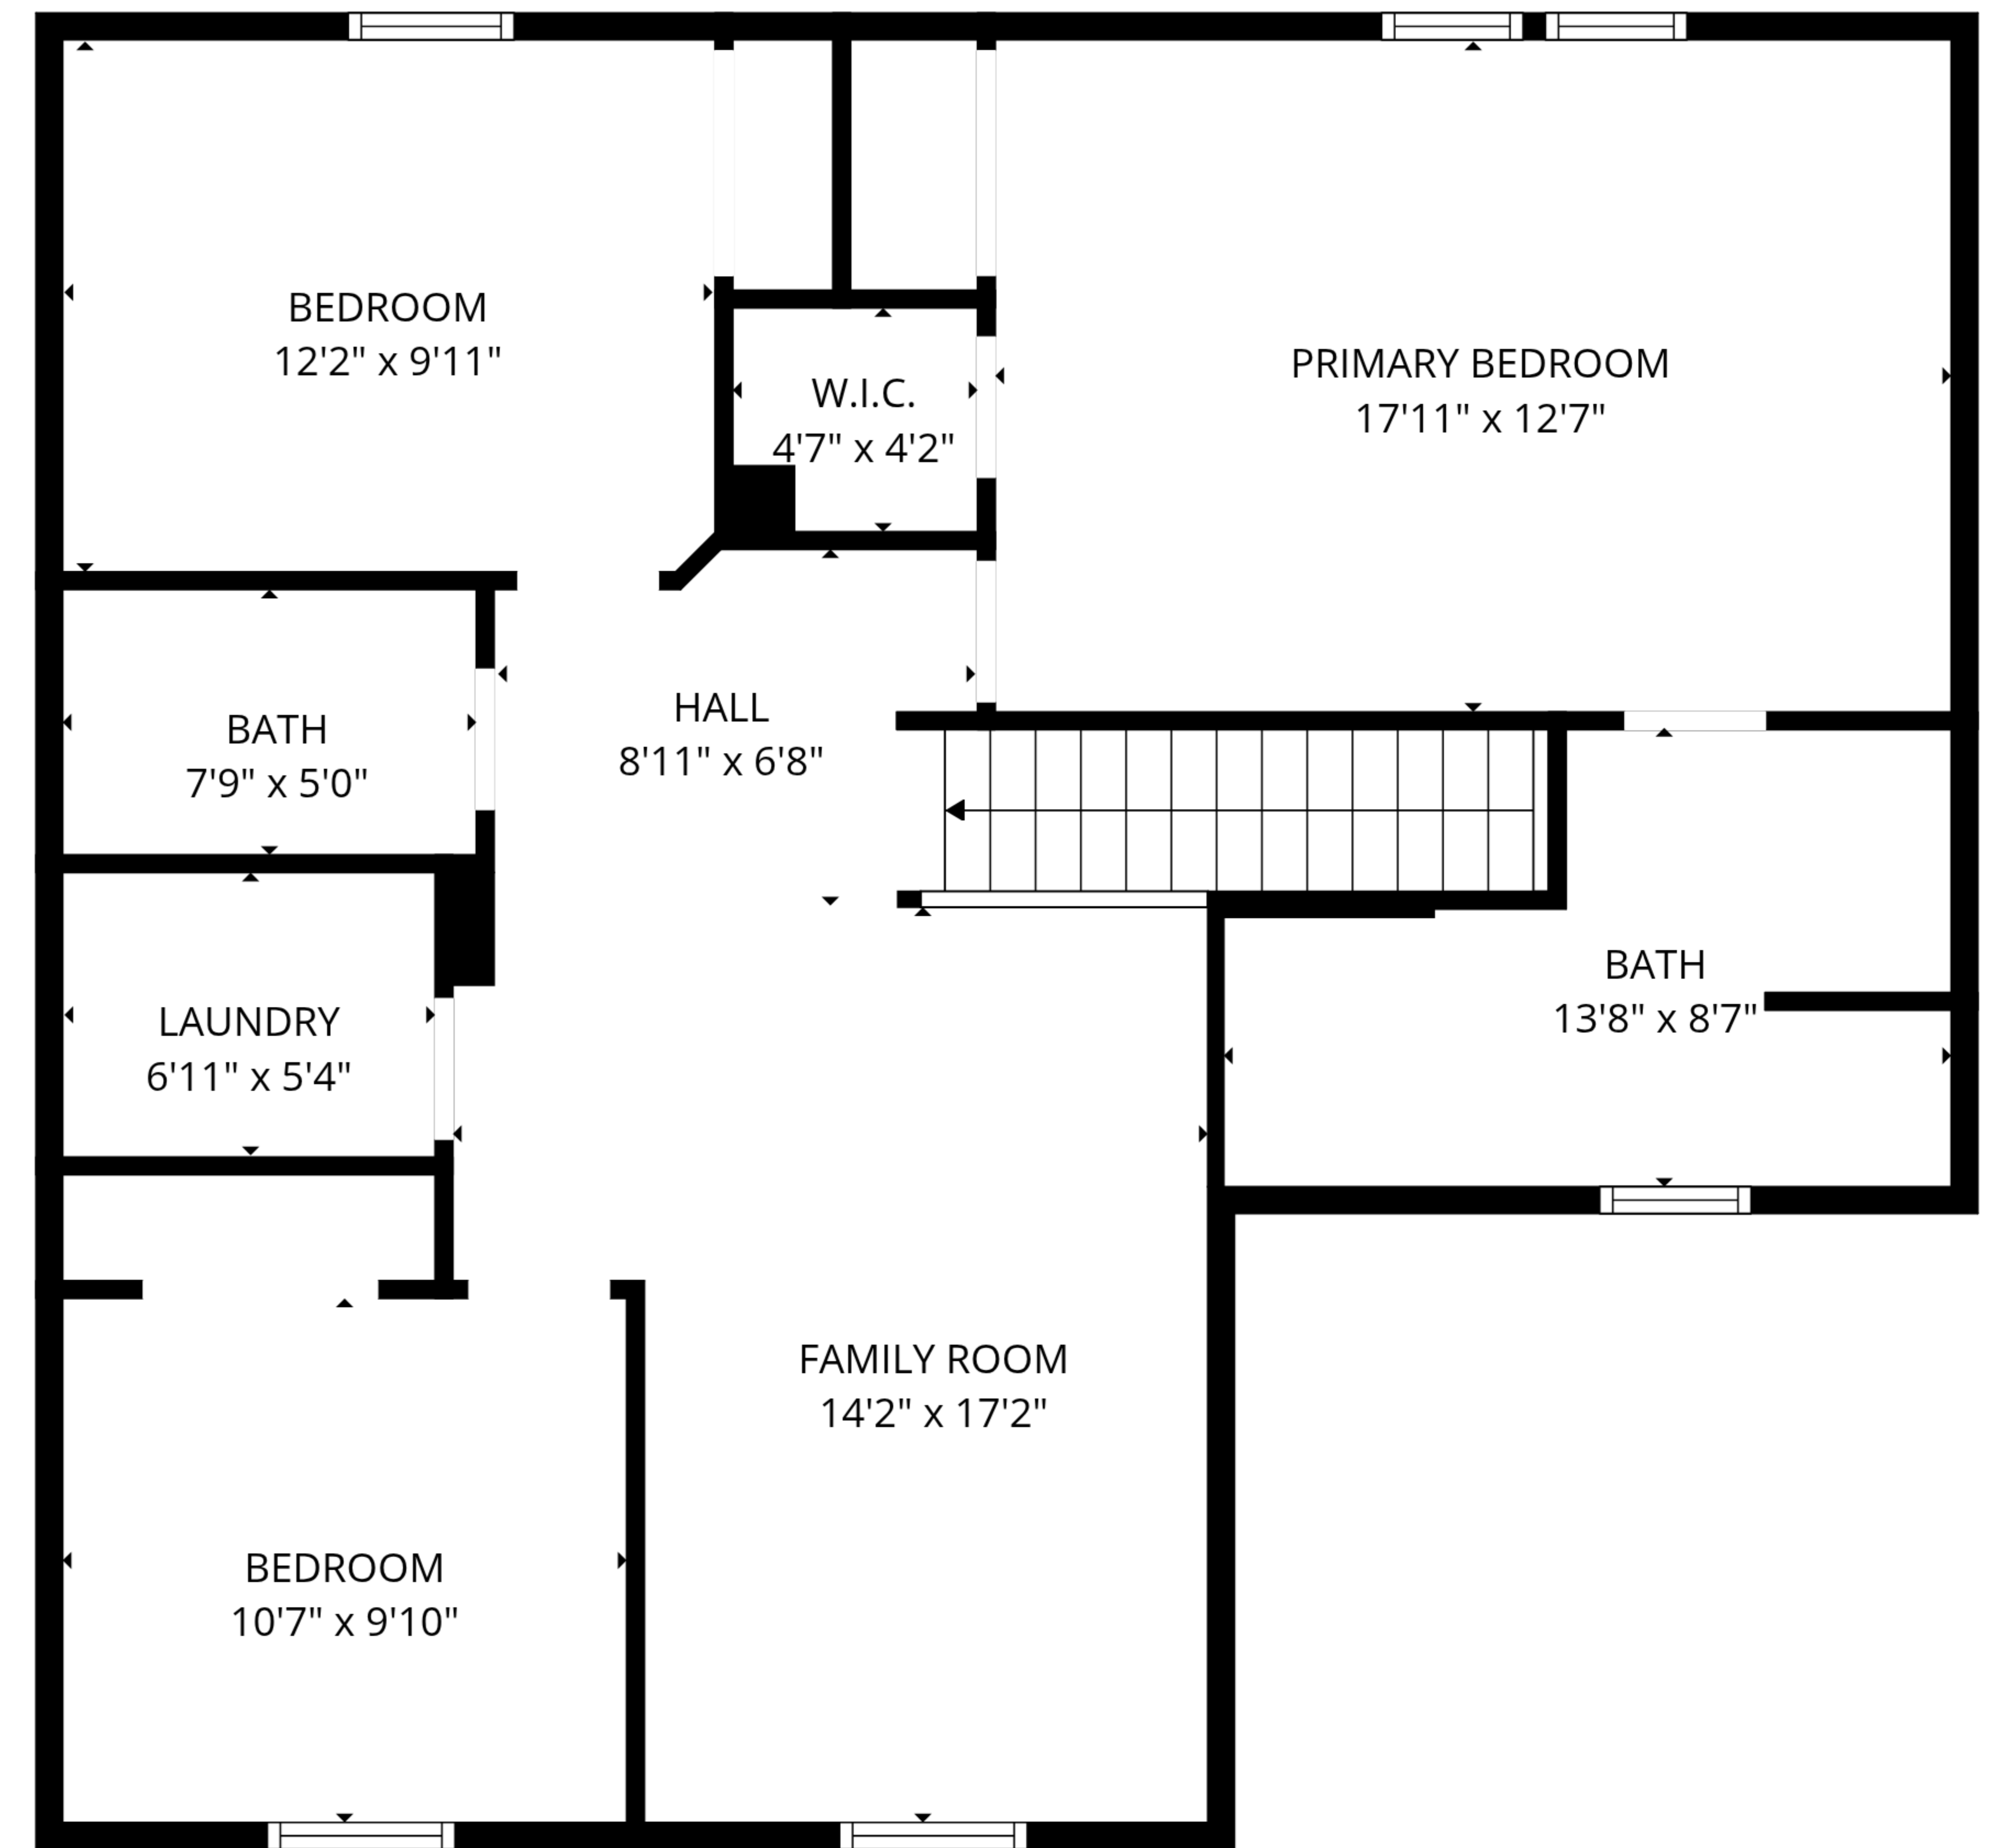 BEDROOM
12'2" x 9'11"
PRIMARY BEDROOM
17'11" x 12'7"
W.I.C.
4'7" x 4'2"
HALL
8'11" x 6'8"
BATH
7'9" x 5'0"
BATH
13'8" x 8'7"
LAUNDRY
6'11" x 5'4"
FAMILY ROOM
14'2" x 17'2"
BEDROOM
10'7" x 9'10"